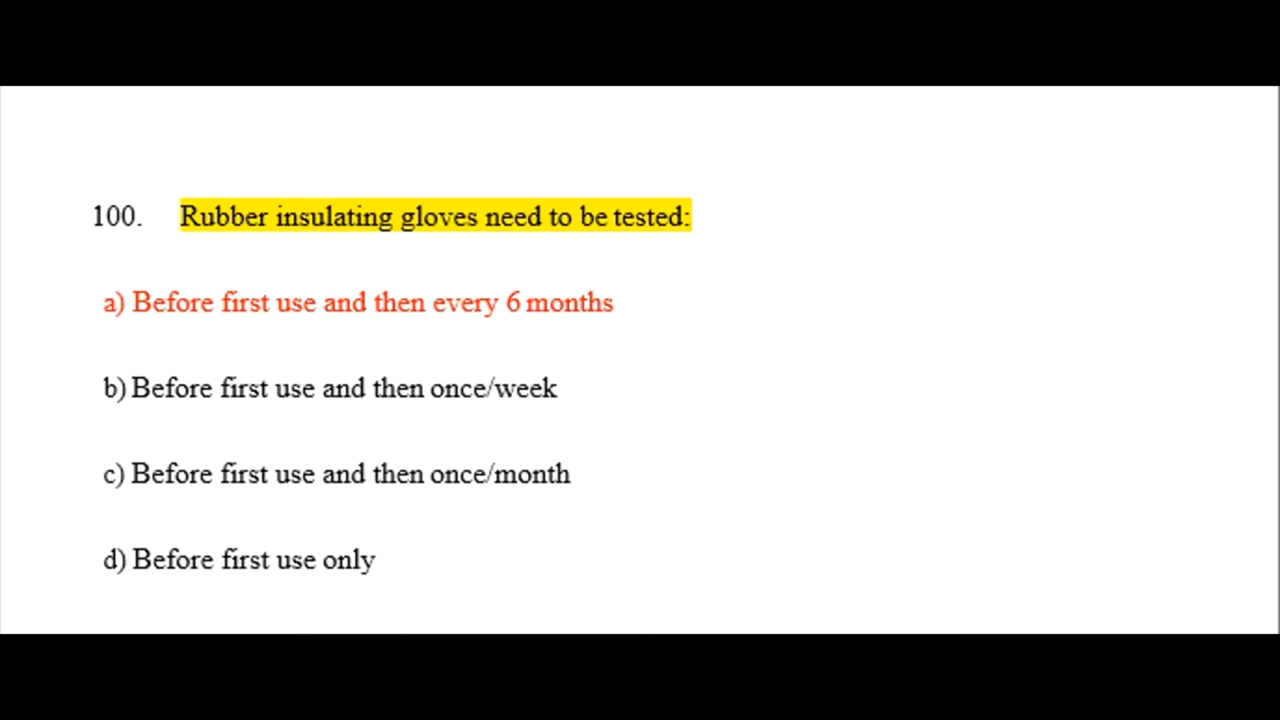 100. Rubber insulating gloves need to be tested:
a) Before first use and then every 6 months
b) Before first use and then once/week
c) Before first use and then once/month
d) Before first use only